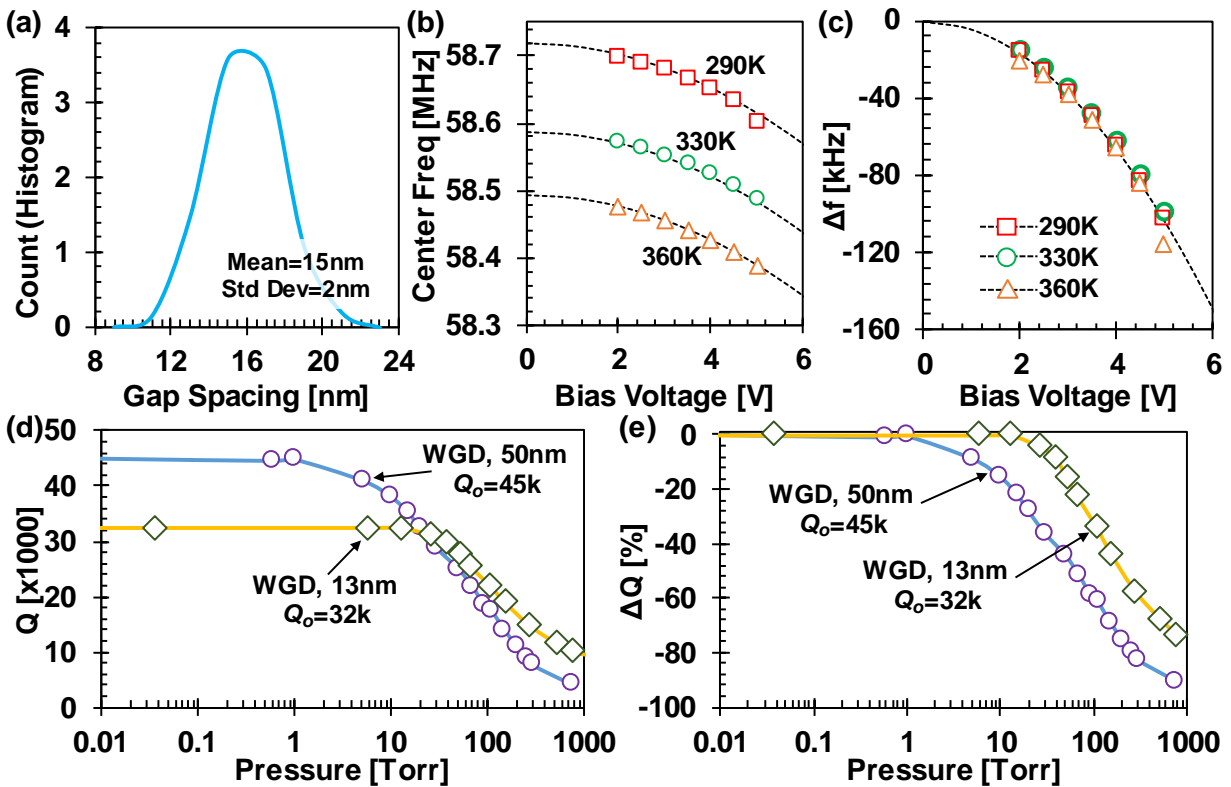 (a)
Count (Histogram)
4
3
2
1
0
Mean=15nm
Std Dev=2nm
8 12 16 20 24
Gap Spacing [nm]
(b)
Center Freq [MHz]
58.7
58.6
58.5
58.4
58.3
290K
330K
360K
0 2 4 6
Bias Voltage [V]
(c)
Δf [kHz]
0
-40
-80
-120
-160
290K
330K
360K
0 2 4 6
Bias Voltage [V]
(d)
Q [x1000]
50
40
30
20
10
0
WGD, 50nm
Qo=45k
WGD, 13nm
Qo=32k
0.01 0.1 1 10 100 1000
Pressure [Torr]
(e)
ΔQ [%]
0
-20
-40
-60
-80
-100
WGD, 50nm
Qo=45k
WGD, 13nm
Qo=32k
0.01 0.1 1 10 100 1000
Pressure [Torr]